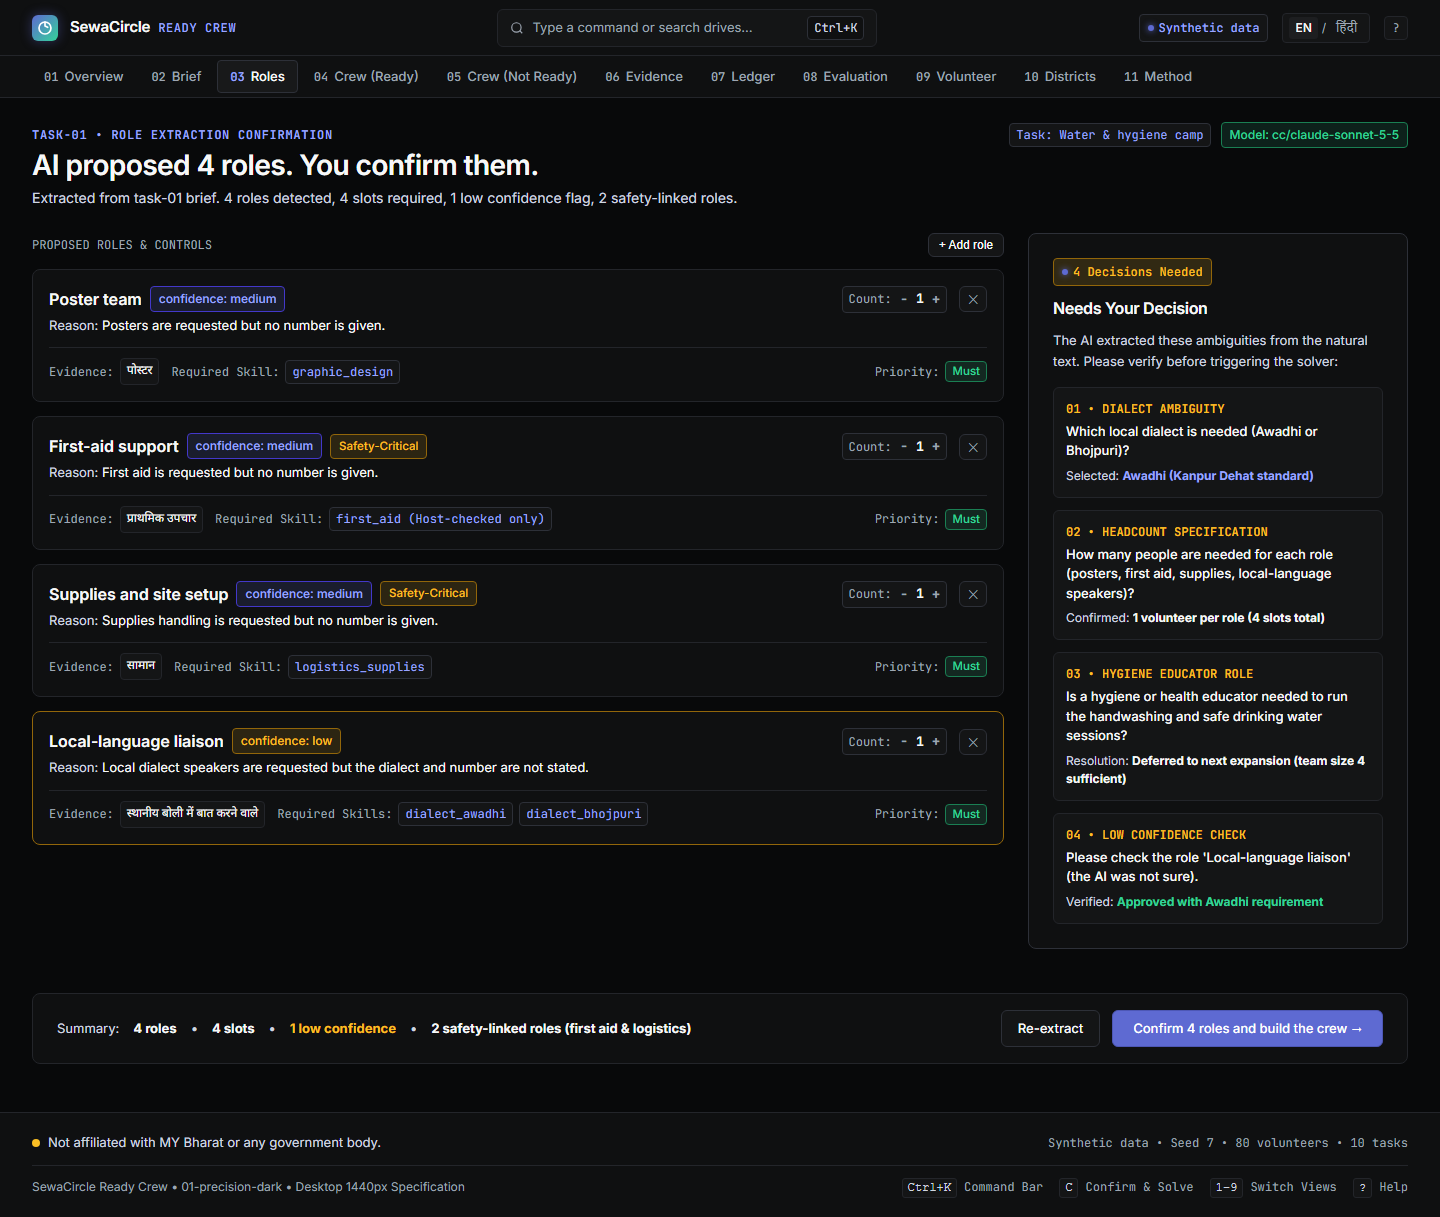 SewaCircle READY CREW
Type a command or search drives...
Ctrl+K
Synthetic data
EN / हिंदी
?
01 Overview
02 Brief
03 Roles
04 Crew (Ready)
05 Crew (Not Ready)
06 Evidence
07 Ledger
08 Evaluation
09 Volunteer
10 Districts
11 Method
TASK-01 • ROLE EXTRACTION CONFIRMATION
Task: Water & hygiene camp
Model: cc/claude-sonnet-5-5
AI proposed 4 roles. You confirm them.
Extracted from task-01 brief. 4 roles detected, 4 slots required, 1 low confidence flag, 2 safety-linked roles.
PROPOSED ROLES & CONTROLS
+ Add role
Poster team confidence: medium
Count: - 1 + ×
Reason: Posters are requested but no number is given.
Evidence: पोस्टर Required Skill: graphic_design
Priority: Must
First-aid support confidence: medium Safety-Critical
Count: - 1 + ×
Reason: First aid is requested but no number is given.
Evidence: प्राथमिक उपचार Required Skill: first_aid (Host-checked only)
Priority: Must
Supplies and site setup confidence: medium Safety-Critical
Count: - 1 + ×
Reason: Supplies handling is requested but no number is given.
Evidence: सामान Required Skill: logistics_supplies
Priority: Must
Local-language liaison confidence: low
Count: - 1 + ×
Reason: Local dialect speakers are requested but the dialect and number are not stated.
Evidence: स्थानीय बोली में बात करने वाले Required Skills: dialect_awadhi dialect_bhojpuri
Priority: Must
4 Decisions Needed
Needs Your Decision
The AI extracted these ambiguities from the natural
text. Please verify before triggering the solver:
01 • DIALECT AMBIGUITY
Which local dialect is needed (Awadhi or
Bhojpuri)?
Selected: Awadhi (Kanpur Dehat standard)
02 • HEADCOUNT SPECIFICATION
How many people are needed for each role
(posters, first aid, supplies, local-language
speakers)?
Confirmed: 1 volunteer per role (4 slots total)
03 • HYGIENE EDUCATOR ROLE
Is a hygiene or health educator needed to run
the handwashing and safe drinking water
sessions?
Resolution: Deferred to next expansion (team size 4
sufficient)
04 • LOW CONFIDENCE CHECK
Please check the role 'Local-language liaison'
(the AI was not sure).
Verified: Approved with Awadhi requirement
Summary: 4 roles • 4 slots • 1 low confidence • 2 safety-linked roles (first aid & logistics)
Re-extract
Confirm 4 roles and build the crew →
Not affiliated with MY Bharat or any government body.
Synthetic data • Seed 7 • 80 volunteers • 10 tasks
SewaCircle Ready Crew • 01-precision-dark • Desktop 1440px Specification
Ctrl+K Command Bar C Confirm & Solve 1-9 Switch Views ? Help